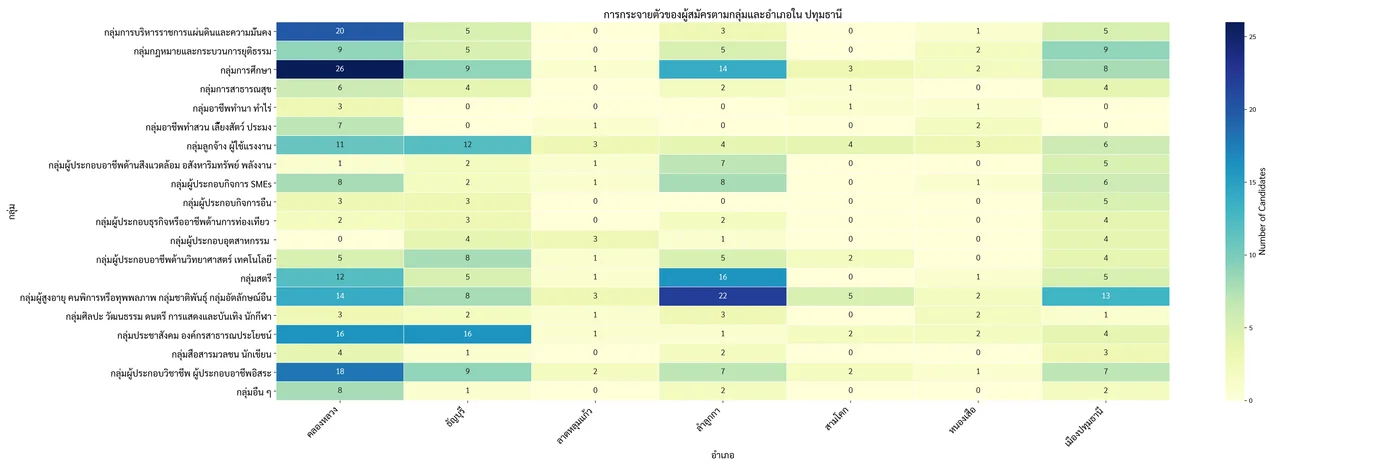 การกระจายตัวของผู้สมัครตามกลุ่มและอำเภอใน ปทุมธานี
กลุ่ม
กลุ่มการบริหารราชการแผ่นดินและความมั่นคง 20 5 0 3 0 1 5
กลุ่มกฎหมายและกระบวนการยุติธรรม 9 5 0 5 0 2 9
กลุ่มการศึกษา 26 9 1 14 3 2 8
กลุ่มการสาธารณสุข 6 4 0 2 1 0 4
กลุ่มอาชีพทำนา ทำไร่ 3 0 0 0 1 1 0
กลุ่มอาชีพทำสวน เลี้ยงสัตว์ ประมง 7 0 1 0 0 2 0
กลุ่มลูกจ้าง ผู้ใช้แรงงาน 11 12 3 4 4 3 6
กลุ่มผู้ประกอบอาชีพด้านสิ่งแวดล้อม อสังหาริมทรัพย์ พลังงาน 1 2 1 7 0 0 5
กลุ่มผู้ประกอบกิจการ SMEs 8 2 1 8 0 1 6
กลุ่มผู้ประกอบกิจการอื่น 3 3 0 0 0 0 5
กลุ่มผู้ประกอบธุรกิจหรืออาชีพด้านการท่องเที่ยว 2 3 0 2 0 0 4
กลุ่มผู้ประกอบอุตสาหกรรม 0 4 3 1 0 0 4
กลุ่มผู้ประกอบอาชีพด้านวิทยาศาสตร์ เทคโนโลยี 5 8 1 5 2 0 4
กลุ่มสตรี 12 5 1 16 0 1 5
กลุ่มผู้สูงอายุ คนพิการหรือทุพพลภาพ กลุ่มชาติพันธุ์ กลุ่มอัตลักษณ์อื่น 14 8 3 22 5 2 13
กลุ่มศิลปะ วัฒนธรรม ดนตรี การแสดงและบันเทิง นักกีฬา 3 2 1 3 0 2 1
กลุ่มประชาสังคม องค์กรสาธารณประโยชน์ 16 16 1 1 2 2 4
กลุ่มสื่อสารมวลชน นักเขียน 4 1 0 2 0 0 3
กลุ่มผู้ประกอบวิชาชีพ ผู้ประกอบอาชีพอิสระ 18 9 2 7 2 1 7
กลุ่มอื่น ๆ 8 1 0 2 0 0 2
คลองหลวง ธัญบุรี ลาดหลุมแก้ว ลำลูกกา สามโคก หนองเสือ เมืองปทุมธานี
อำเภอ
25
20
15
10
5
0
Number of Candidates